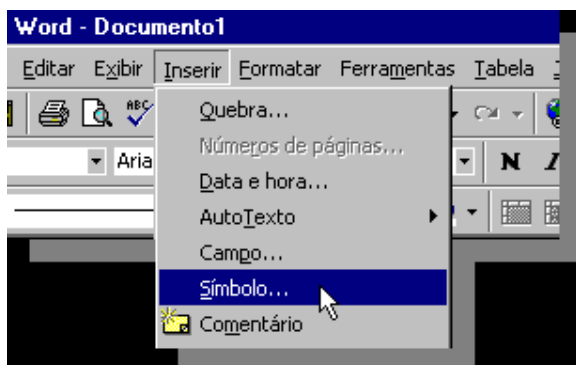 Word - Documento1
Editar Exibir Inserir Formatar Ferramentas Tabela
ABC
Quebra...
Números de páginas...
Aria N I
Data e hora...
AutoTexto
Campo...
Símbolo...
Comentário